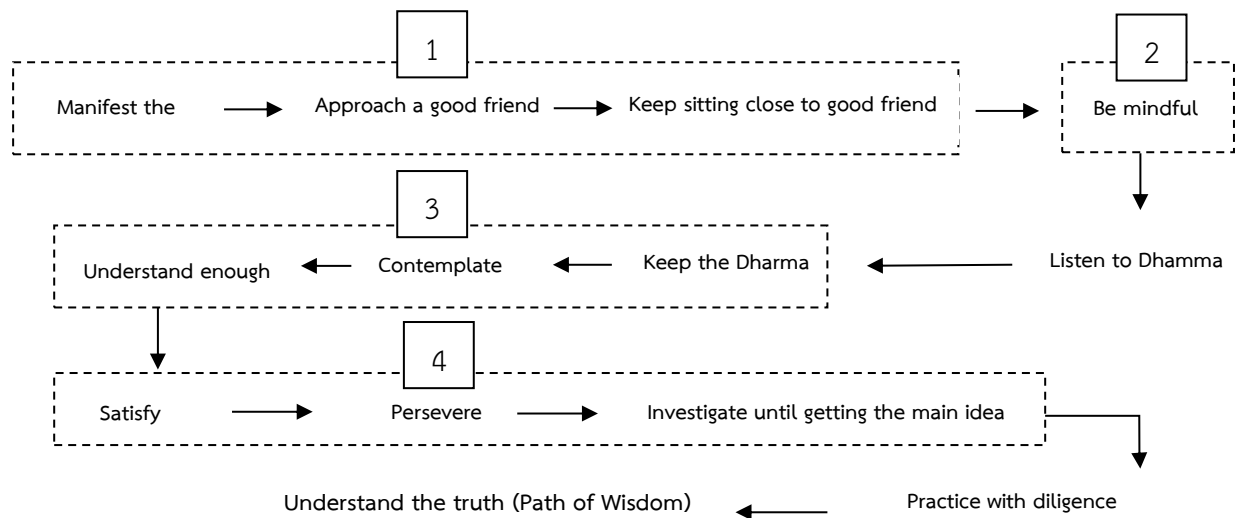 1
2
Manifest the
Approach a good friend
Keep sitting close to good friend
Be mindful
3
Listen to Dhamma
Keep the Dharma
Contemplate
Understand enough
4
Satisfy
Persevere
Investigate until getting the main idea
Practice with diligence
Understand the truth (Path of Wisdom)